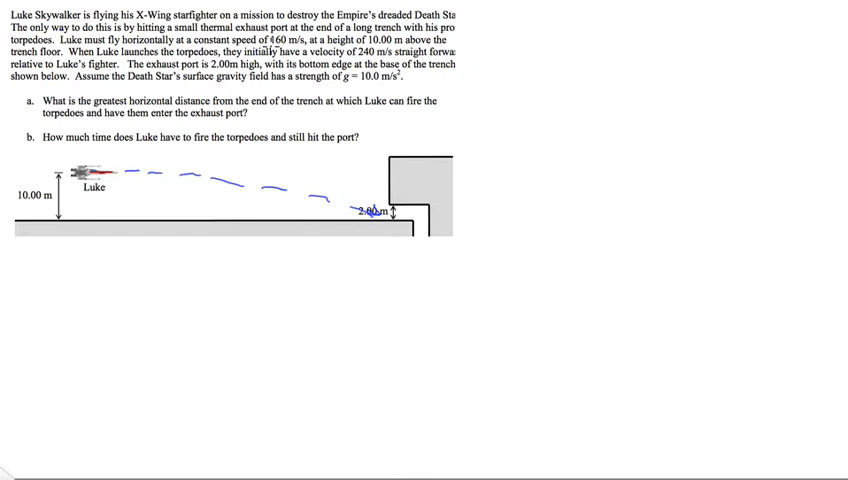 Luke Skywalker is flying his X-Wing starfighter on a mission to destroy the Empire's dreaded Death Sta
The only way to do this is by hitting a small thermal exhaust port at the end of a long trench with his pro
torpedoes. Luke must fly horizontally at a constant speed of 160 m/s, at a height of 10.00 m above the
trench floor. When Luke launches the torpedoes, they initially have a velocity of 240 m/s straight forwa
relative to Luke's fighter. The exhaust port is 2.00m high, with its bottom edge at the base of the trench
shown below. Assume the Death Star's surface gravity field has a strength of g = 10.0 m/s².
a. What is the greatest horizontal distance from the end of the trench at which Luke can fire the
torpedoes and have them enter the exhaust port?
b. How much time does Luke have to fire the torpedoes and still hit the port?
Luke
10.00 m
2.00 m